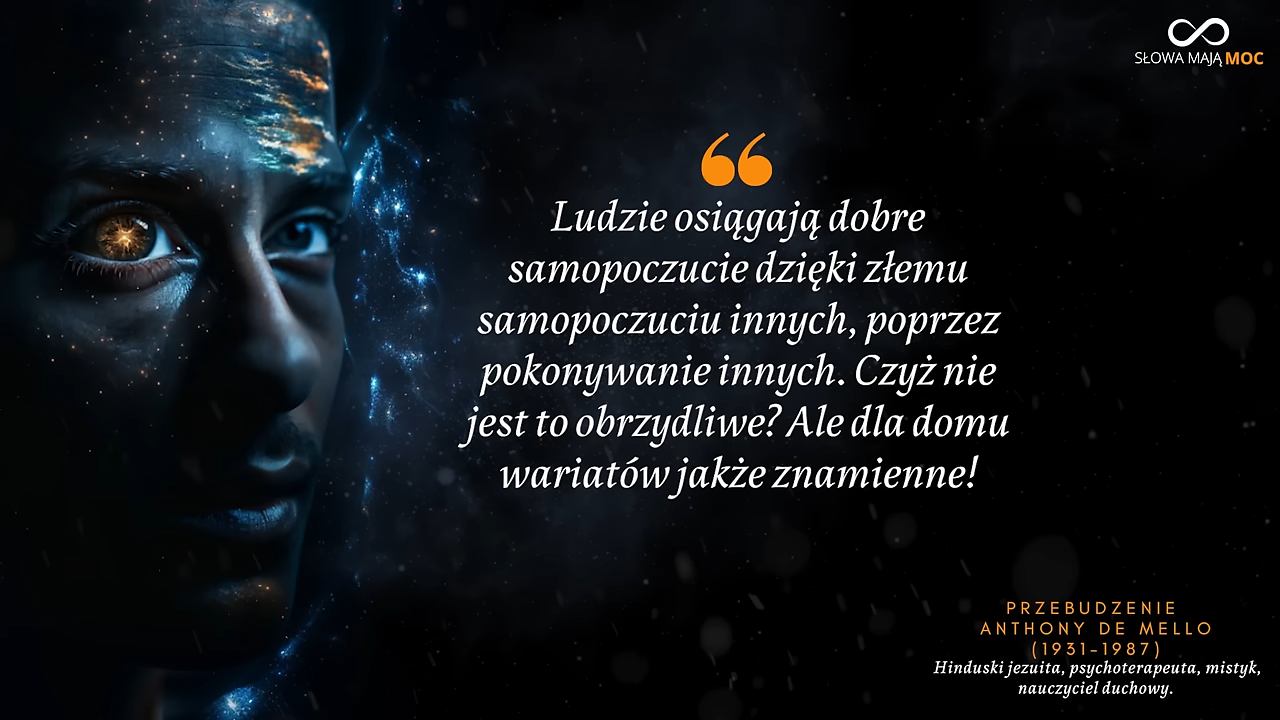 SŁOWA MAJĄ MOC
Ludzie osiągają dobre
samopoczucie dzięki złemu
samopoczuciu innych, poprzez
pokonywanie innych. Czyż nie
jest to obrzydliwe? Ale dla domu
wariatów jakże znamienne!
PRZEBUDZENIE
ANTHONY DE MELLO
(1931-1987)
Hinduski jezuita, psychoterapeuta, mistyk,
nauczyciel duchowy.